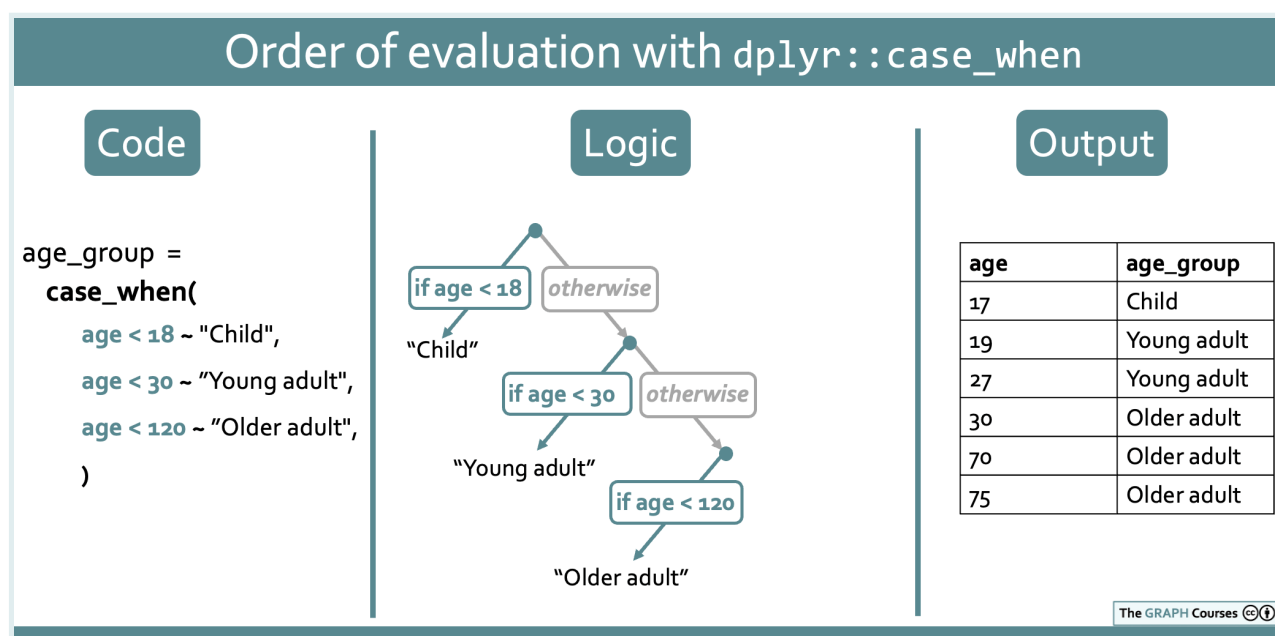 Order of evaluation with dplyr::case_when
Code
age_group =
case_when(
age < 18 ~ "Child",
age < 30 ~ "Young adult",
age < 120 ~ "Older adult",
)
Logic
if age < 18 otherwise
"Child"
if age < 30 otherwise
"Young adult"
if age < 120
"Older adult"
Output
age age_group
17 Child
19 Young adult
27 Young adult
30 Older adult
70 Older adult
75 Older adult
The GRAPH Courses